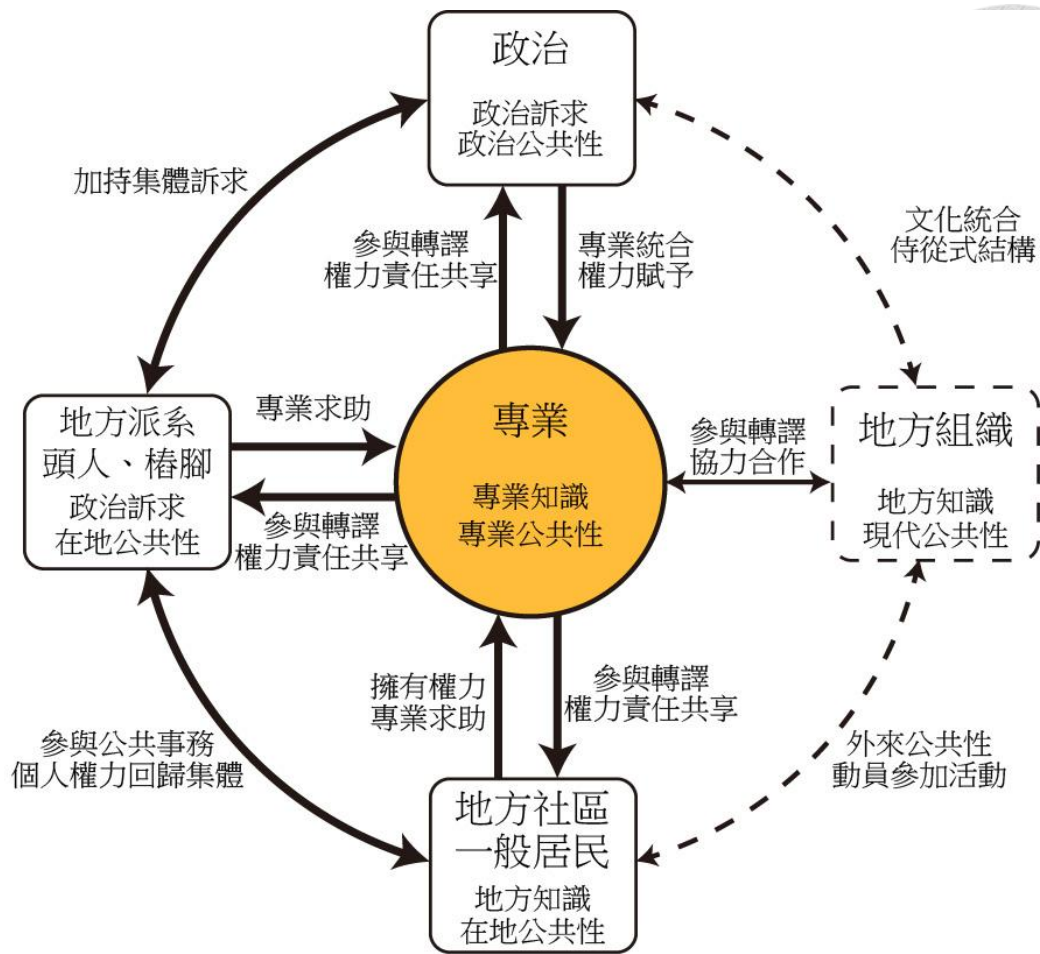 政治
政治訴求
政治公共性
加持集體訴求
參與轉譯
權力責任共享
專業統合
權力賦予
文化統合
侍從式結構
地方派系
頭人、樁腳
政治訴求
在地公共性
專業求助
參與轉譯
權力責任共享
專業
專業知識
專業公共性
參與轉譯
協力合作
地方組織
地方知識
現代公共性
擁有權力
專業求助
參與轉譯
權力責任共享
參與公共事務
個人權力回歸集體
外來公共性
動員參加活動
地方社區
一般居民
地方知識
在地公共性